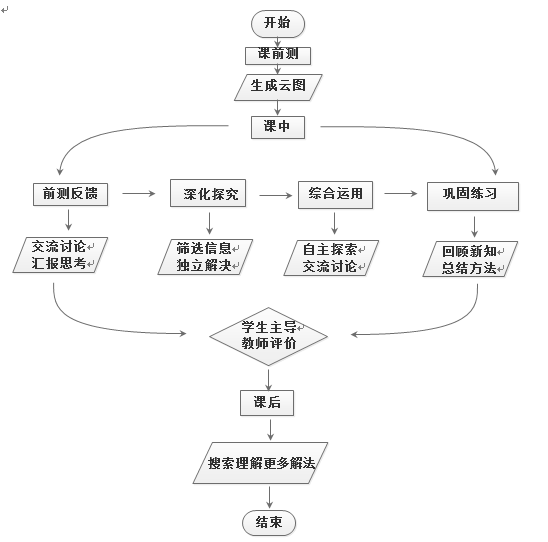 开始
课前测
生成云图
课中
前测反馈
深化探究
综合运用
巩固练习
交流讨论
汇报思考
筛选信息
独立解决
自主探索
交流讨论
回顾新知
总结方法
学生主导
教师评价
课后
搜索理解更多解法
结束